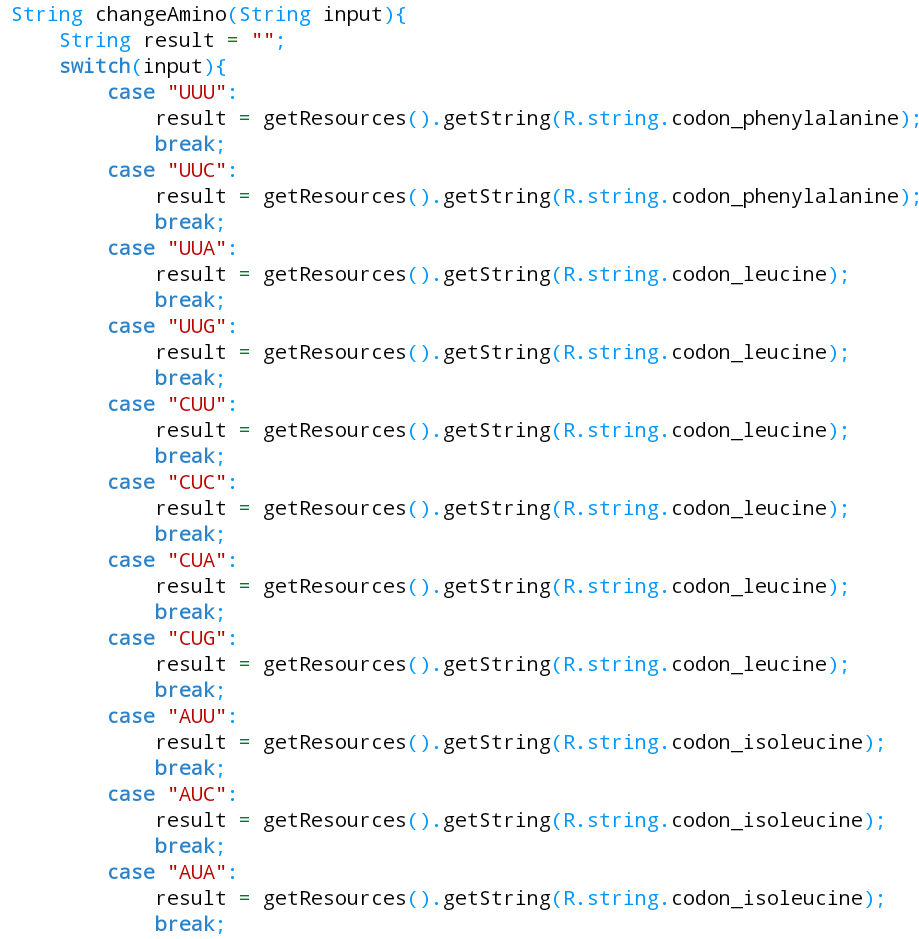 String changeAmino(String input){
    String result = "";
    switch(input){
        case "UUU":
            result = getResources().getString(R.string.codon_phenylalanine);
            break;
        case "UUC":
            result = getResources().getString(R.string.codon_phenylalanine);
            break;
        case "UUA":
            result = getResources().getString(R.string.codon_leucine);
            break;
        case "UUG":
            result = getResources().getString(R.string.codon_leucine);
            break;
        case "CUU":
            result = getResources().getString(R.string.codon_leucine);
            break;
        case "CUC":
            result = getResources().getString(R.string.codon_leucine);
            break;
        case "CUA":
            result = getResources().getString(R.string.codon_leucine);
            break;
        case "CUG":
            result = getResources().getString(R.string.codon_leucine);
            break;
        case "AUU":
            result = getResources().getString(R.string.codon_isoleucine);
            break;
        case "AUC":
            result = getResources().getString(R.string.codon_isoleucine);
            break;
        case "AUA":
            result = getResources().getString(R.string.codon_isoleucine);
            break;